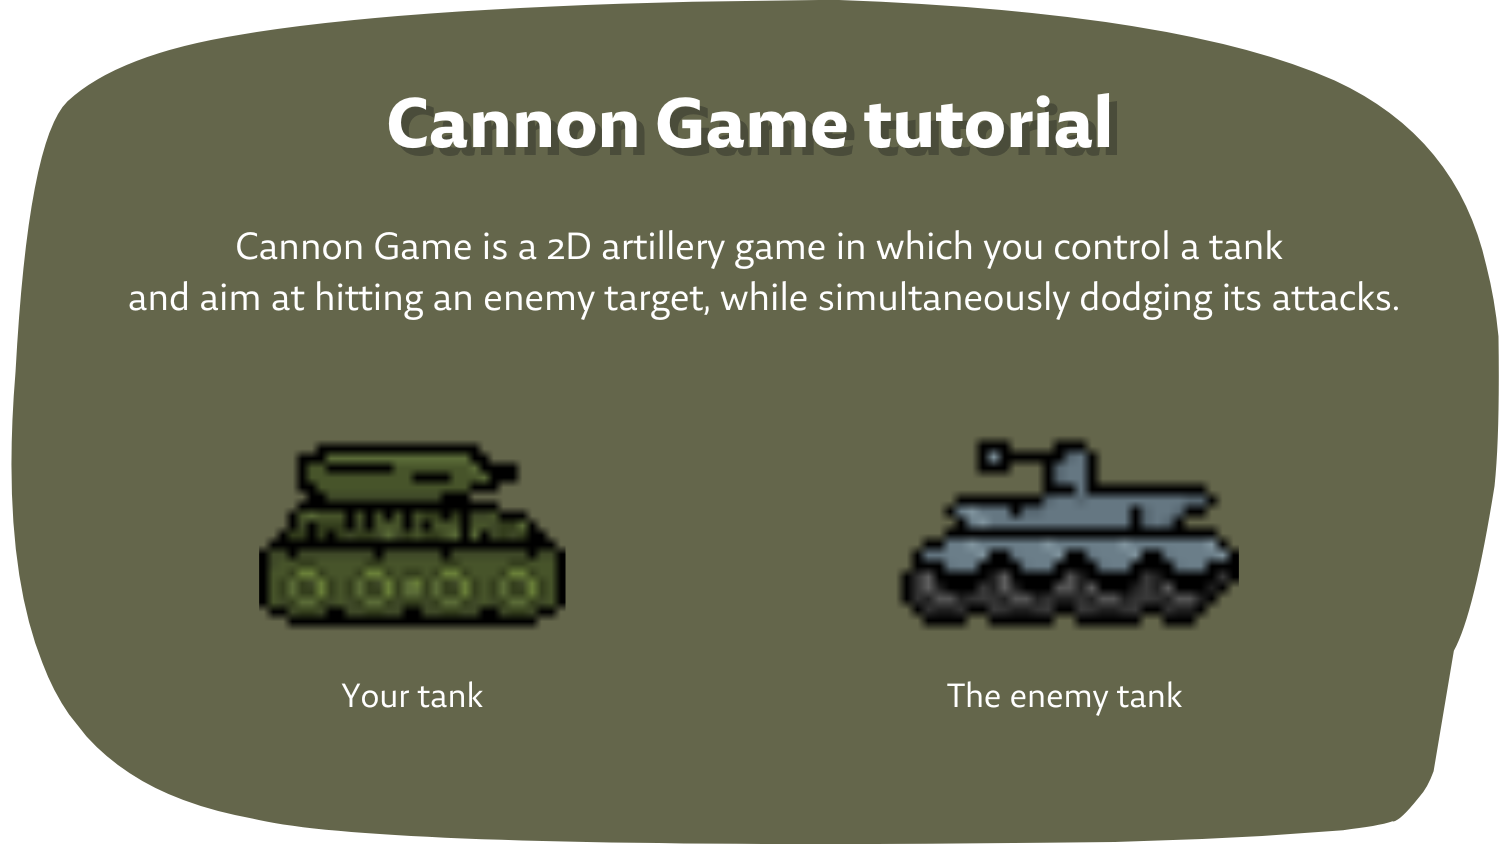 Cannon Game tutorial
Cannon Game is a 2D artillery game in which you control a tank
and aim at hitting an enemy target, while simultaneously dodging its attacks.
Your tank
The enemy tank